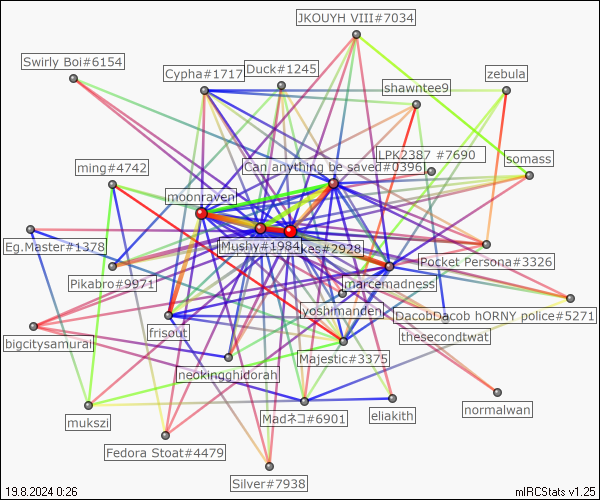 JKOUYH VIII#7034
Swirly Boi#6154
Cypha#1717
Duck#1245
shawntee9
zebula
LPK2387 #7690
somass
ming#4742
Can anything be saved#0396
moonraven
Eg.Master#1378
Mushy#1984
kes#2928
Pocket Persona#3326
Pikabro#9971
marcemadness
yoshimanden
DacobDacob hORNY police#5271
frisout
thesecondtwat
bigcitysamurai
Majestic#3375
neokingghidorah
mukszi
Madネコ#6901
eliakith
normalwan
Fedora Stoat#4479
Silver#7938
19.8.2024 0:26
mIRCStats v1.25